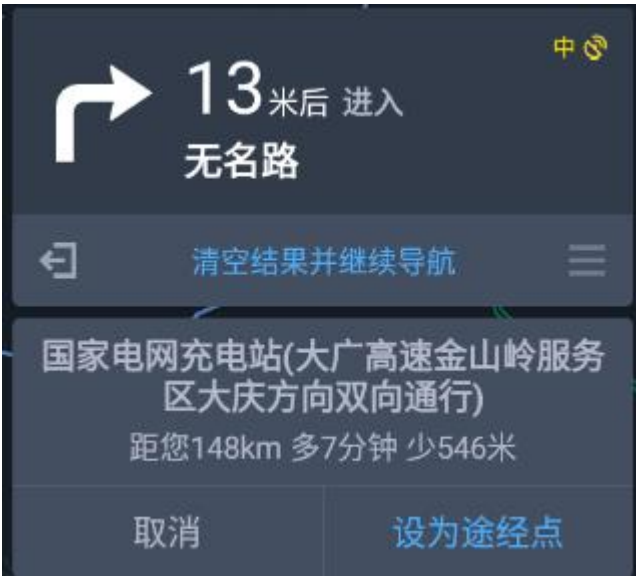 中
13米后 进入
无名路
清空结果并继续导航
国家电网充电站(大广高速金山岭服务
区大庆方向双向通行)
距您148km 多7分钟 少546米
取消
设为途经点